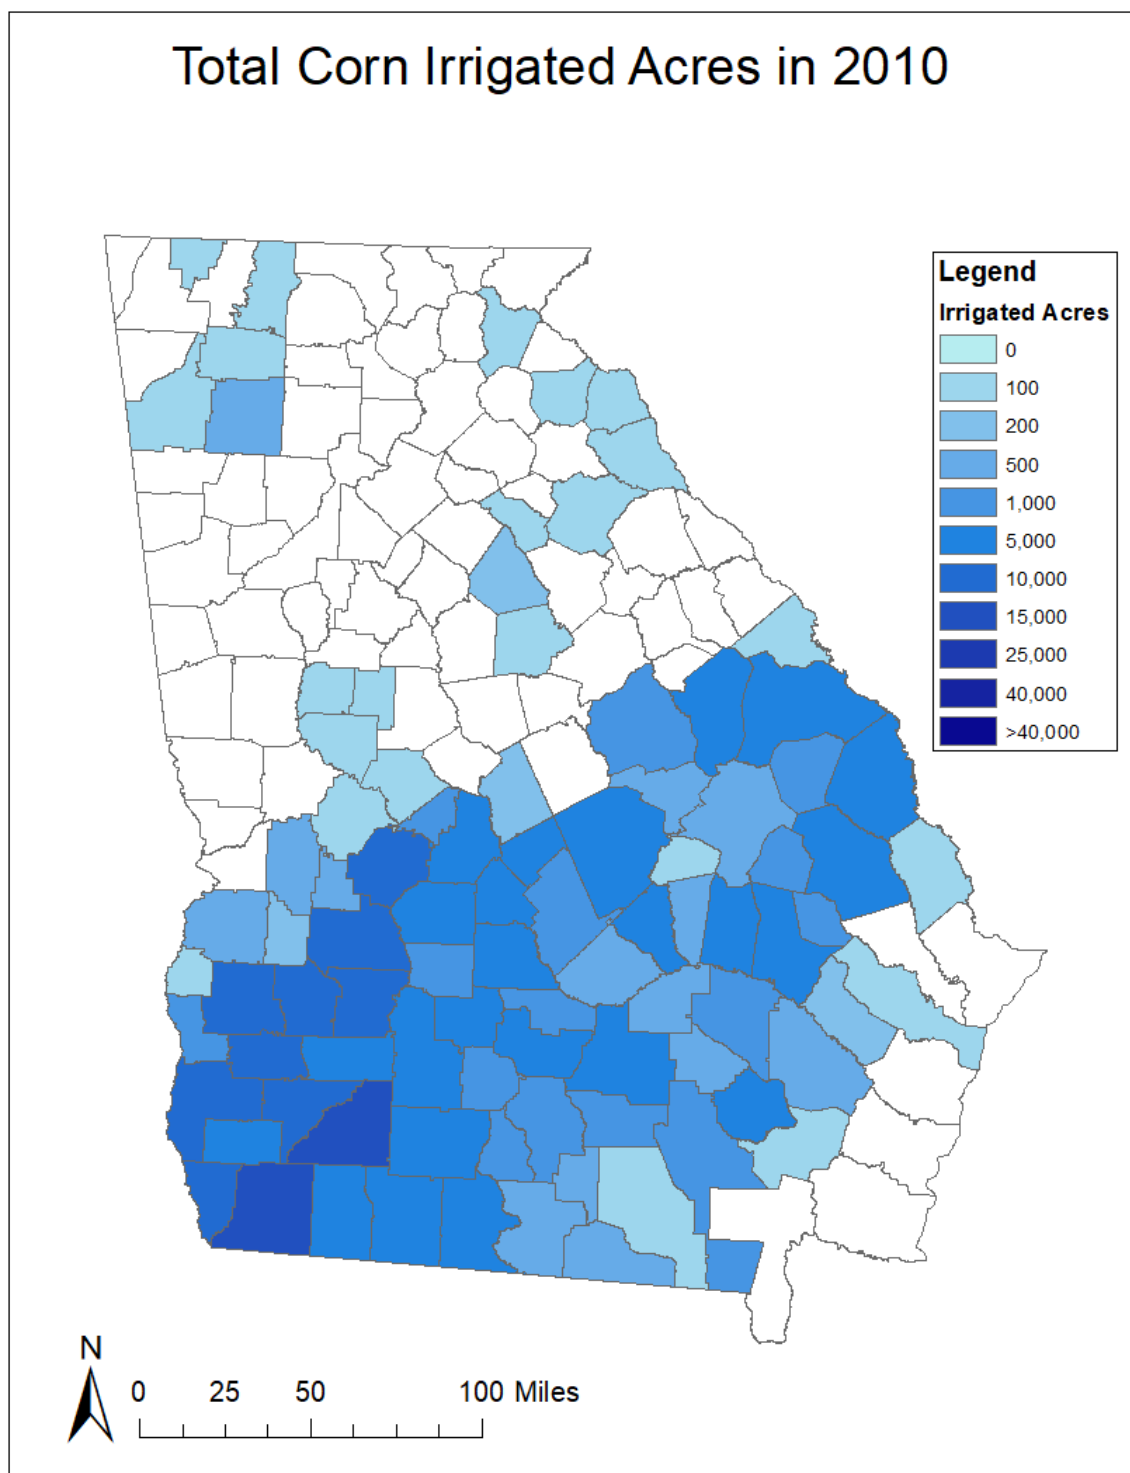 Total Corn Irrigated Acres in 2010
Legend
Irrigated Acres
0
100
200
500
1,000
5,000
10,000
15,000
25,000
40,000
>40,000
N
0 25 50 100 Miles